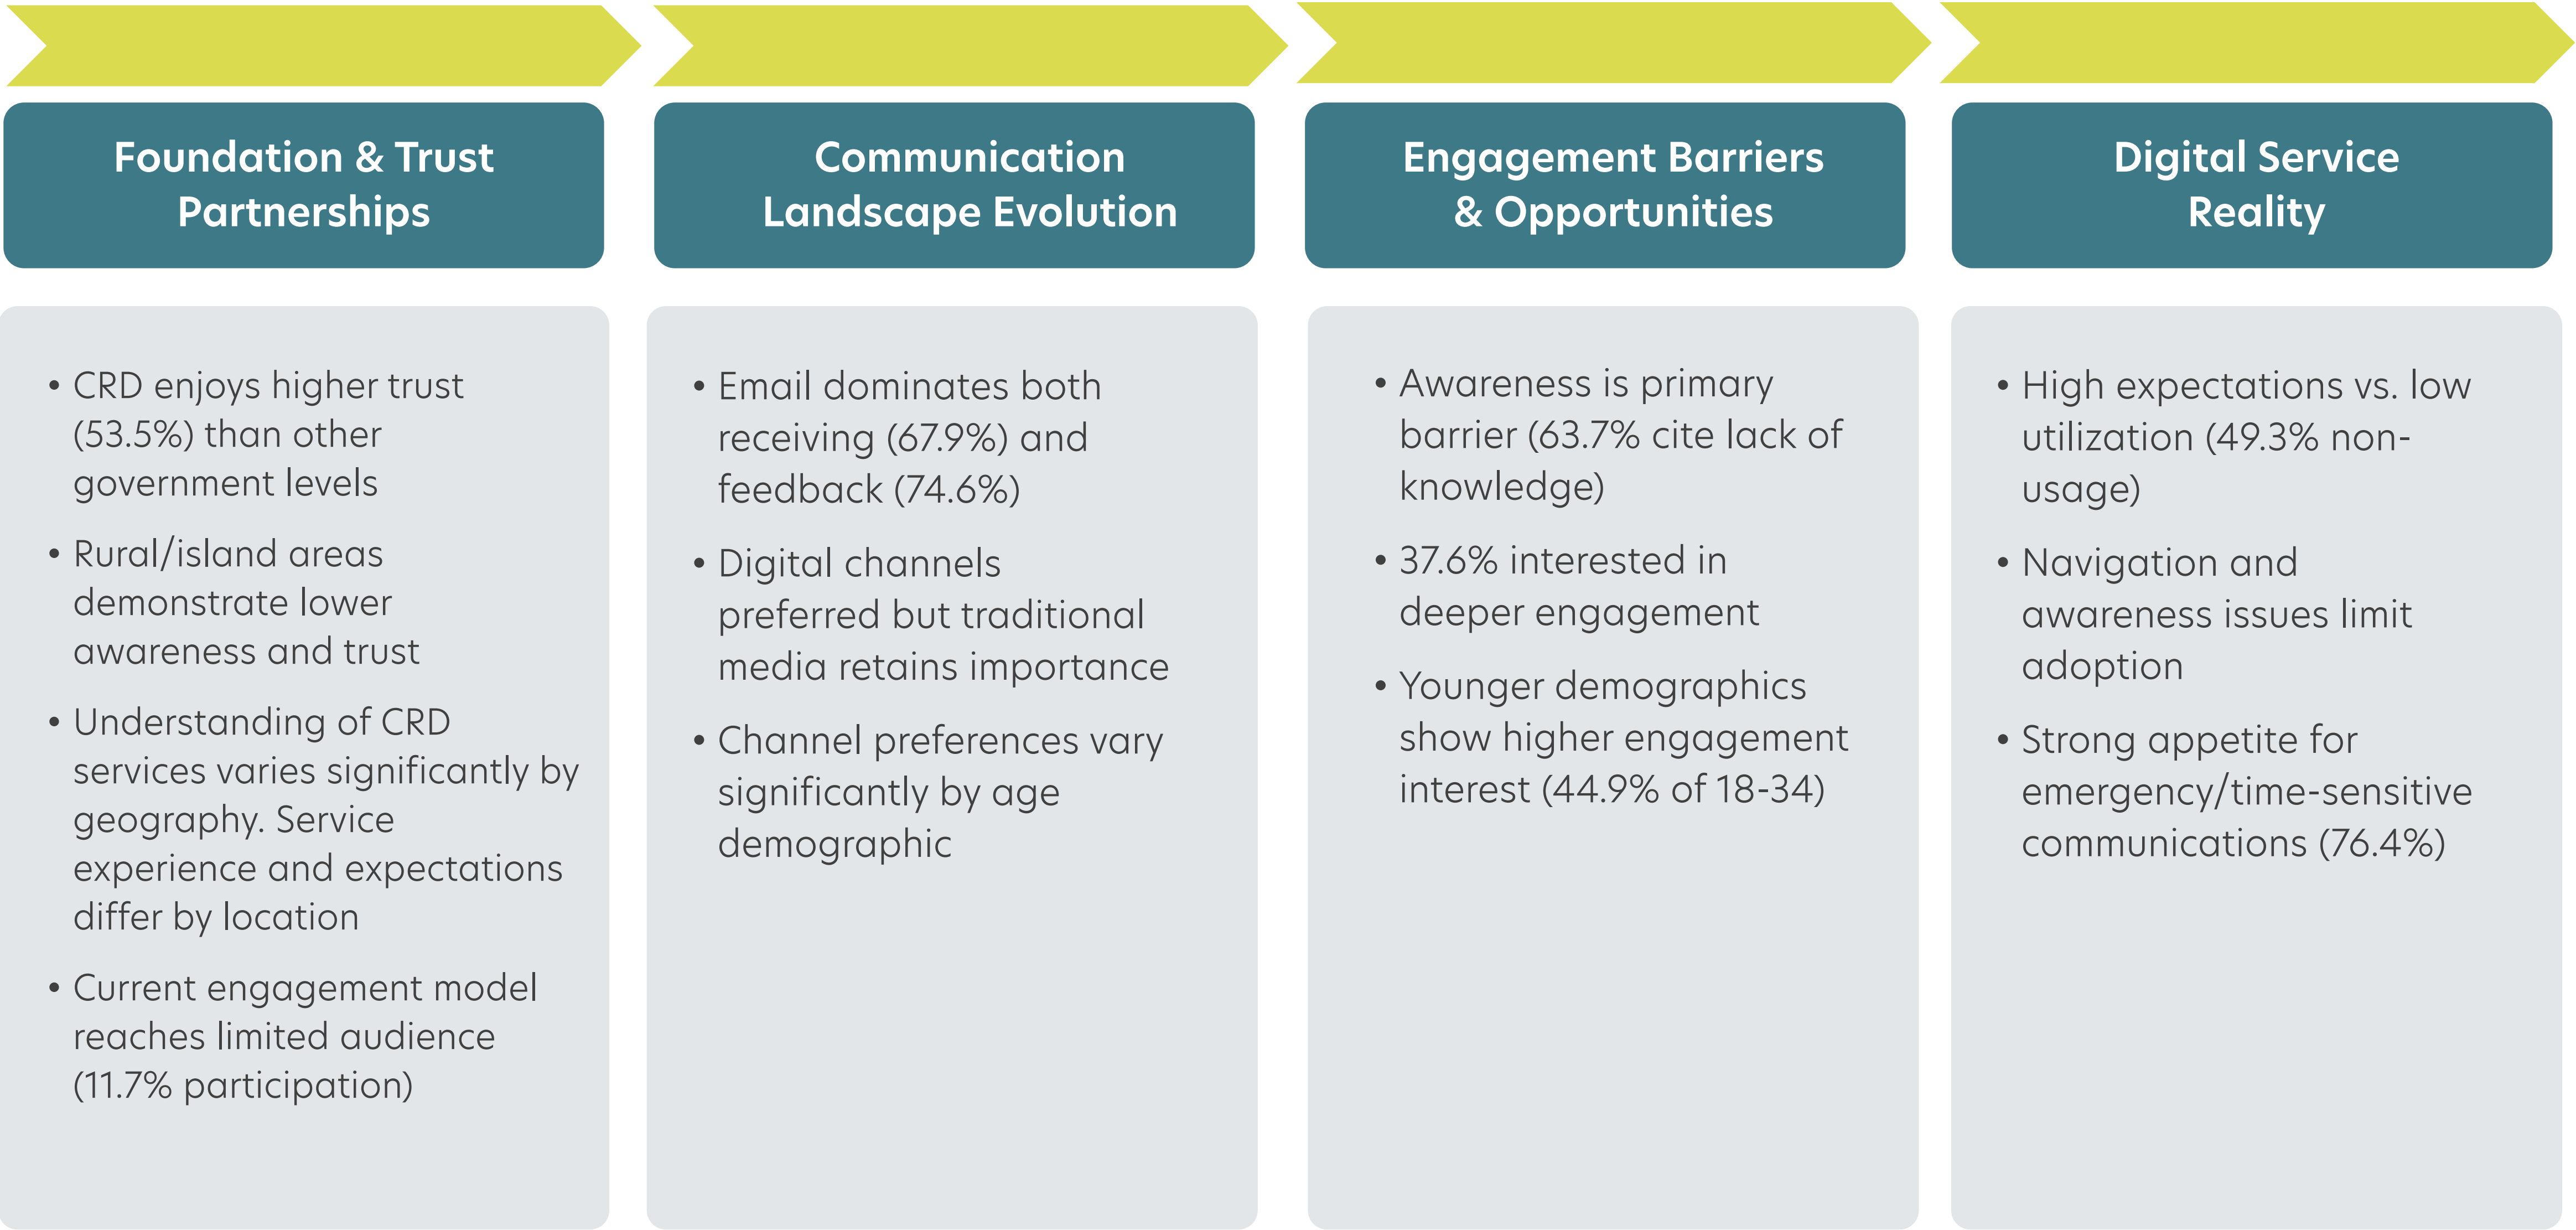 Foundation & Trust
Partnerships
• CRD enjoys higher trust
(53.5%) than other
government levels
• Rural/island areas
demonstrate lower
awareness and trust
• Understanding of CRD
services varies significantly by
geography. Service
experience and expectations
differ by location
• Current engagement model
reaches limited audience
(11.7% participation)
Communication
Landscape Evolution
• Email dominates both
receiving (67.9%) and
feedback (74.6%)
• Digital channels
preferred but traditional
media retains importance
• Channel preferences vary
significantly by age
demographic
Engagement Barriers
& Opportunities
• Awareness is primary
barrier (63.7% cite lack of
knowledge)
• 37.6% interested in
deeper engagement
• Younger demographics
show higher engagement
interest (44.9% of 18-34)
Digital Service
Reality
• High expectations vs. low
utilization (49.3% non-
usage)
• Navigation and
awareness issues limit
adoption
• Strong appetite for
emergency/time-sensitive
communications (76.4%)